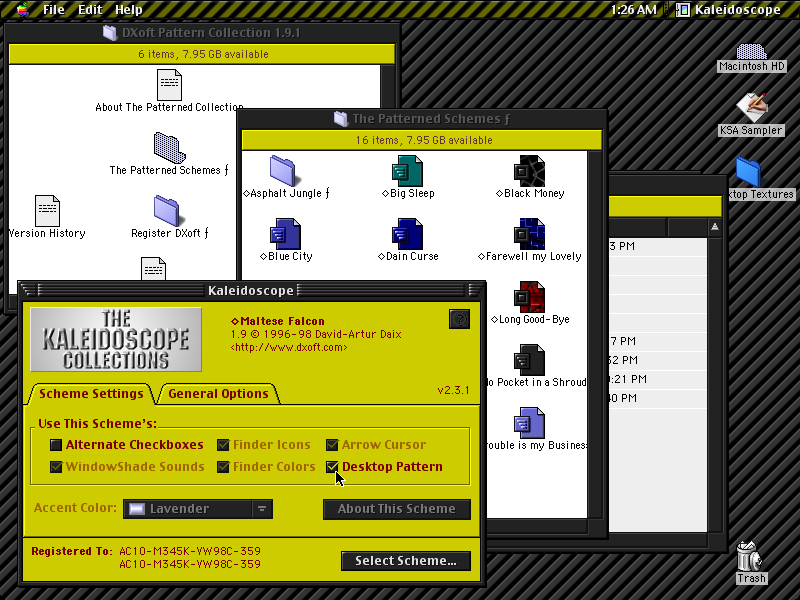 File Edit Help
1:26 AM
Kaleidoscope
DXoft Pattern Collection 1.9.1
6 items, 7.95 GB available
About The Patterned Collection
The Patterned Schemes ƒ
Version History
Register DXoft ƒ
The Patterned Schemes ƒ
16 items, 7.95 GB available
◇Asphalt Jungle ƒ
◇Big Sleep
◇Black Money
◇Blue City
◇Dain Curse
◇Farewell my Lovely
◇Long Good-Bye
No Pocket in a Shroud
rouble is my Business
3 PM
7 PM
32 PM
0:21 PM
40 PM
Macintosh HD
KSA Sampler
ktop Textures
Trash
Kaleidoscope
THE
KALEIDOSCOPE
COLLECTIONS
◇Maltese Falcon
1.9 © 1996-98 David-Artur Daix
<http://www.dxoft.com>
?
v2.3.1
Scheme Settings
General Options
Use This Scheme's:
Alternate Checkboxes
Finder Icons
Arrow Cursor
WindowShade Sounds
Finder Colors
Desktop Pattern
Accent Color:
Lavender
About This Scheme
Registered To: AC10-M345K-YW98C-359
AC10-M345K-YW98C-359
Select Scheme...